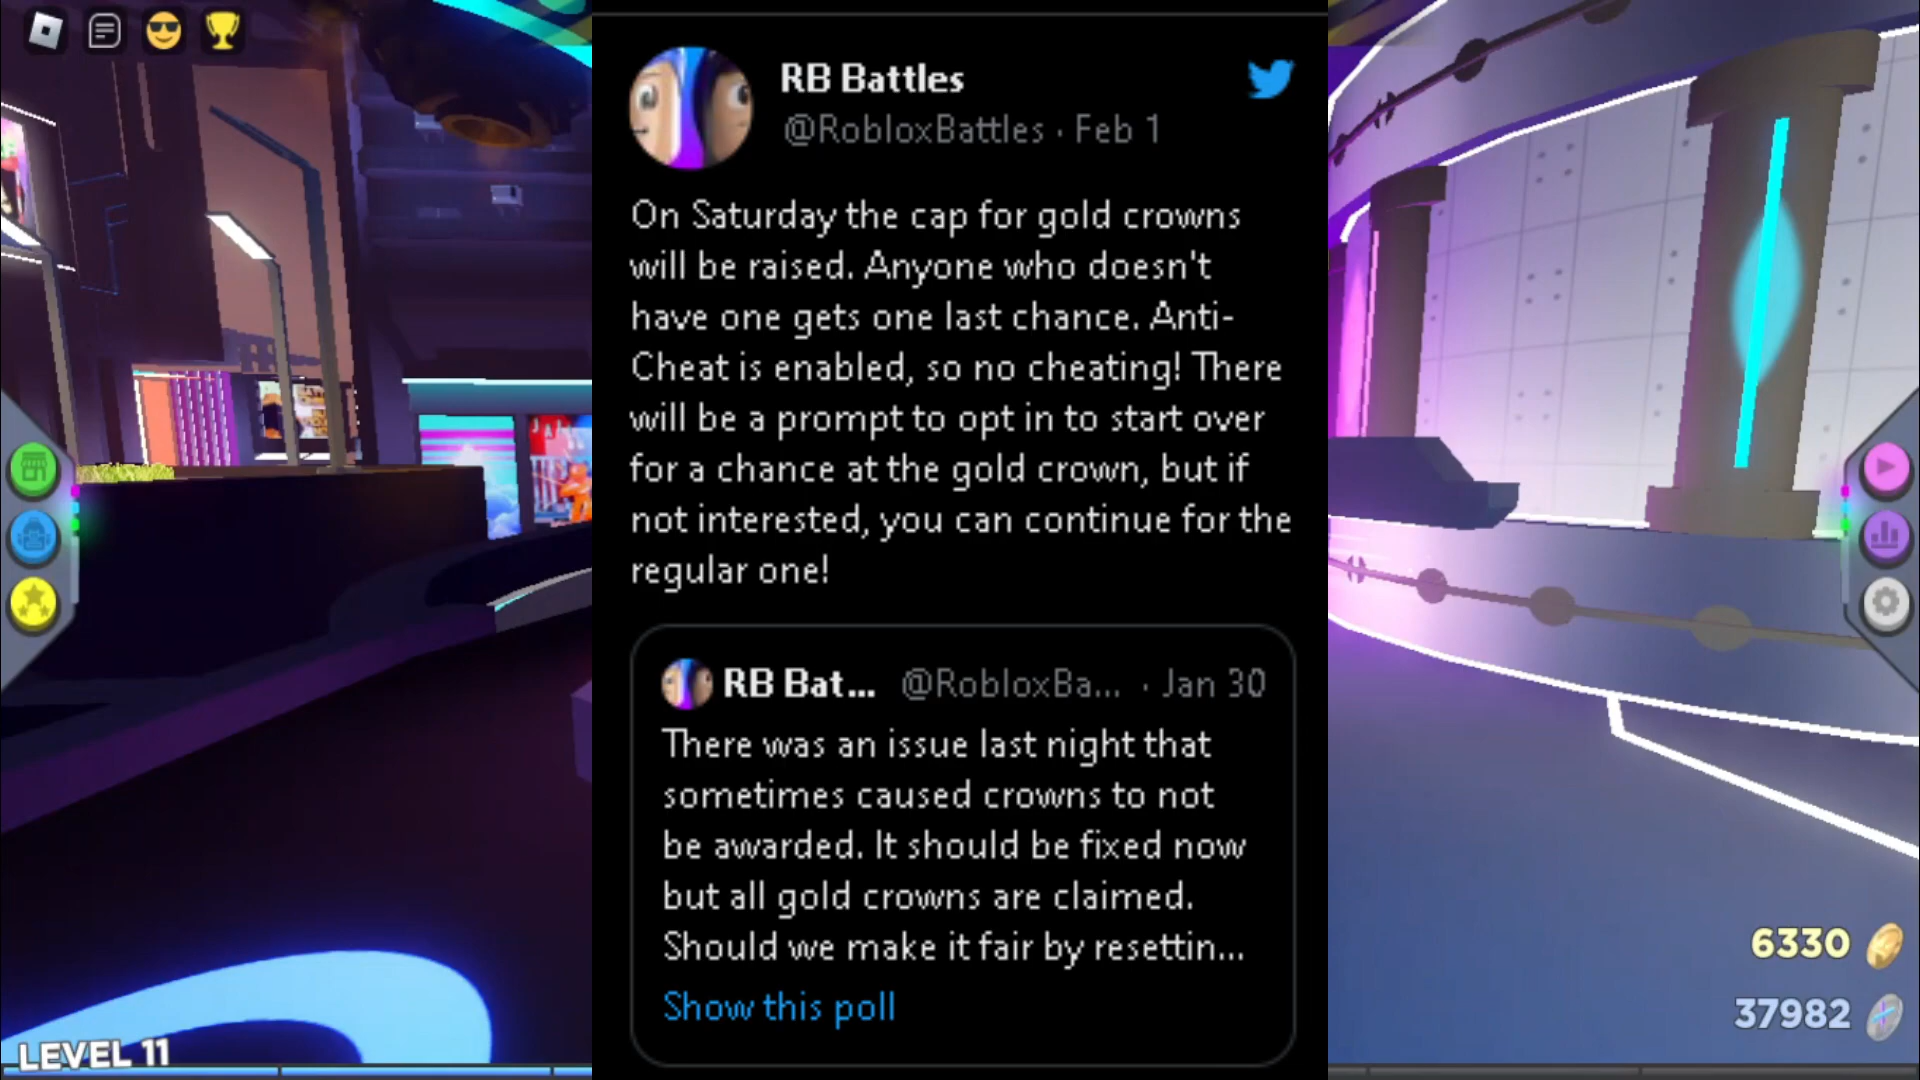 RB Battles
@RobloxBattles · Feb 1
On Saturday the cap for gold crowns
will be raised. Anyone who doesn't
have one gets one last chance. Anti-
Cheat is enabled, so no cheating! There
will be a prompt to opt in to start over
for a chance at the gold crown, but if
not interested, you can continue for the
regular one!
RB Bat... @RobloxBa... · Jan 30
There was an issue last night that
sometimes caused crowns to not
be awarded. It should be fixed now
but all gold crowns are claimed.
Should we make it fair by resettin...
Show this poll
6330
37982
LEVEL 11